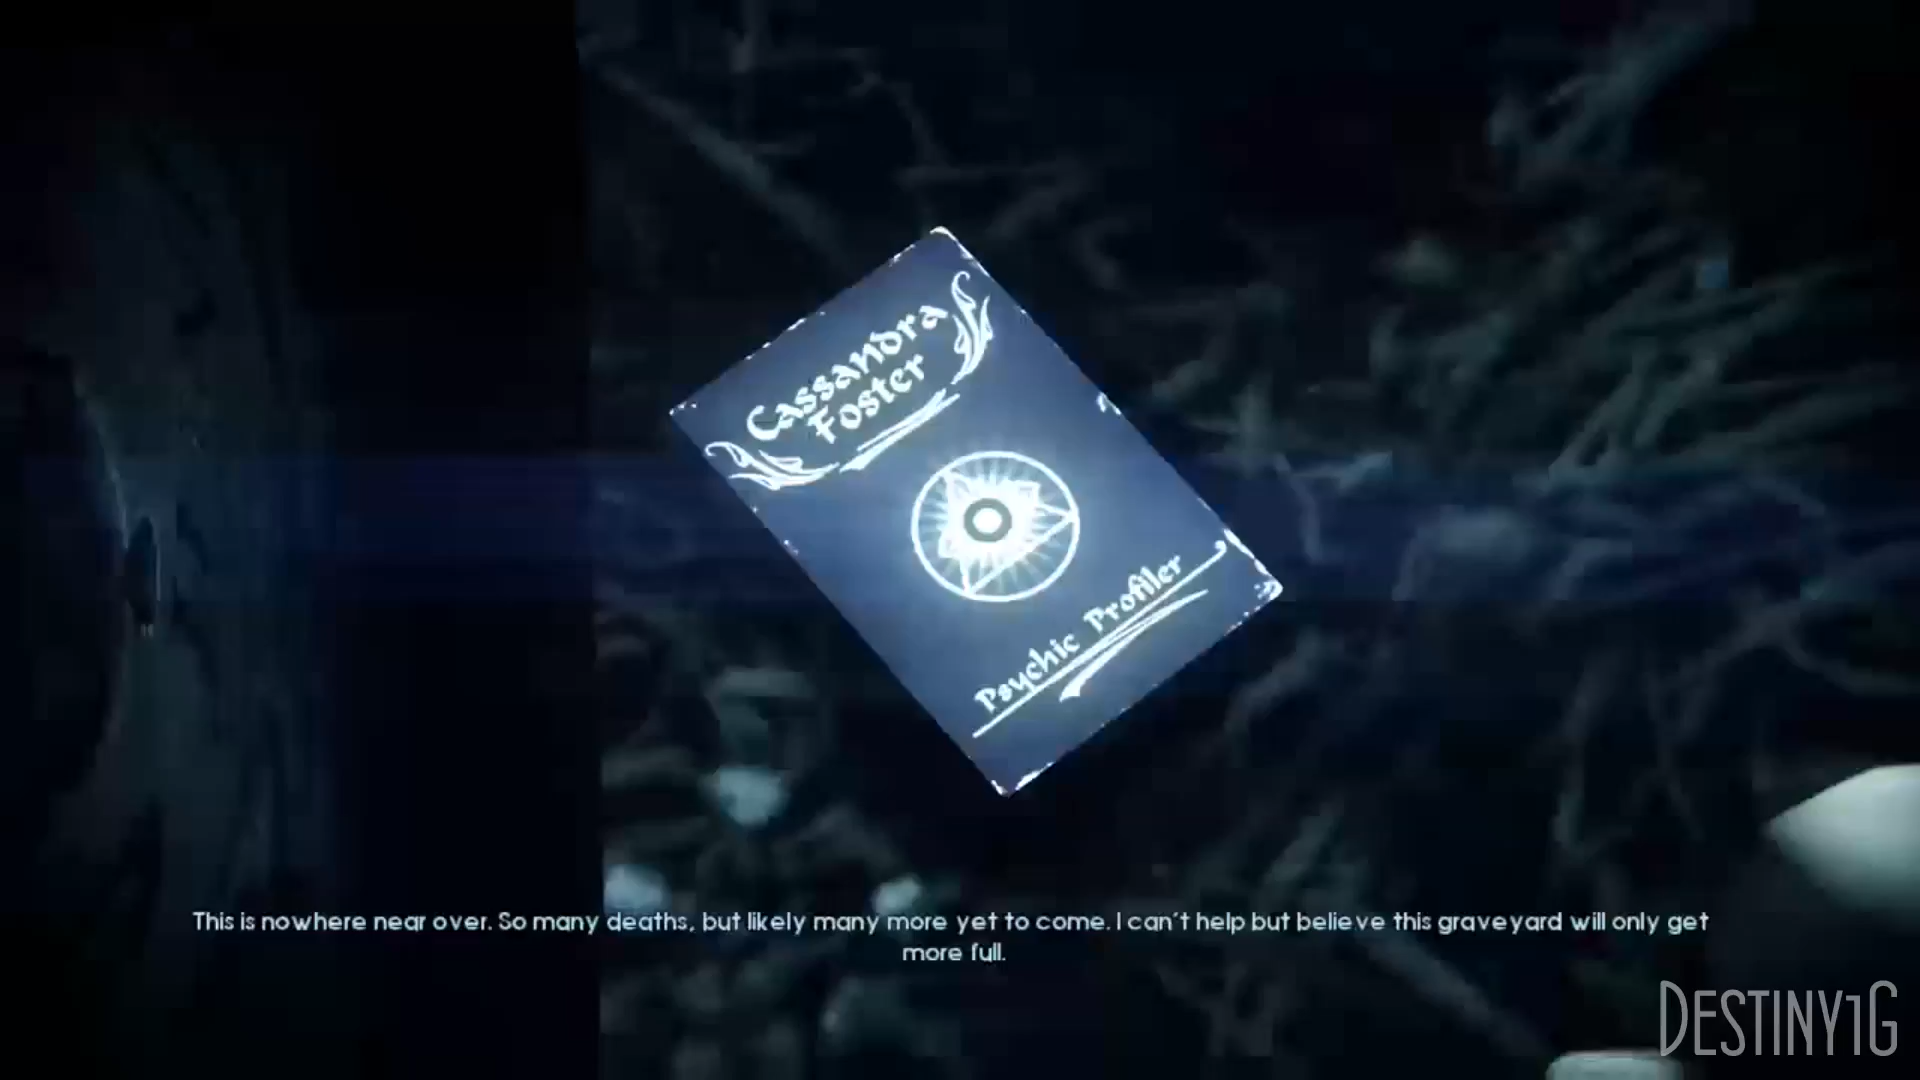 Cassandra
Foster
Psychic Profiler
This is nowhere near over. So many deaths, but likely many more yet to come. I can't help but believe this graveyard will only get
more full.
DESTINY1G